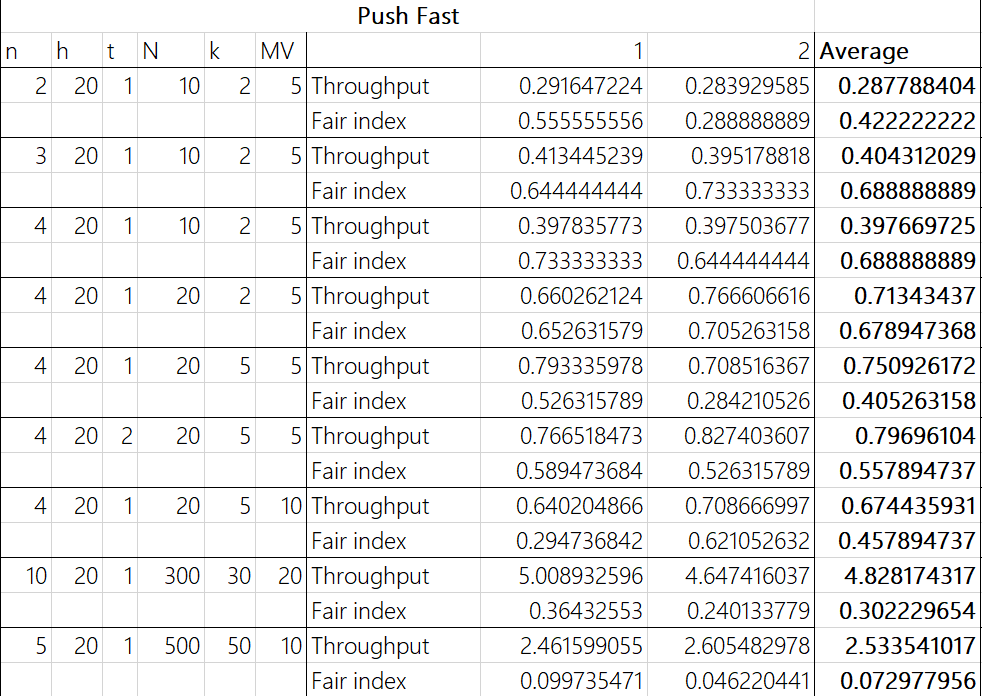 Push Fast
n h t N k MV 1 2 Average
2 20 1 10 2 5 Throughput 0.291647224 0.283929585 0.287788404
Fair index 0.555555556 0.288888889 0.422222222
3 20 1 10 2 5 Throughput 0.413445239 0.395178818 0.404312029
Fair index 0.644444444 0.733333333 0.688888889
4 20 1 10 2 5 Throughput 0.397835773 0.397503677 0.397669725
Fair index 0.733333333 0.644444444 0.688888889
4 20 1 20 2 5 Throughput 0.660262124 0.766606616 0.71343437
Fair index 0.652631579 0.705263158 0.678947368
4 20 1 20 5 5 Throughput 0.793335978 0.708516367 0.750926172
Fair index 0.526315789 0.284210526 0.405263158
4 20 2 20 5 5 Throughput 0.766518473 0.827403607 0.79696104
Fair index 0.589473684 0.526315789 0.557894737
4 20 1 20 5 10 Throughput 0.640204866 0.708666997 0.674435931
Fair index 0.294736842 0.621052632 0.457894737
10 20 1 300 30 20 Throughput 5.008932596 4.647416037 4.828174317
Fair index 0.36432553 0.240133779 0.302229654
5 20 1 500 50 10 Throughput 2.461599055 2.605482978 2.533541017
Fair index 0.099735471 0.046220441 0.072977956